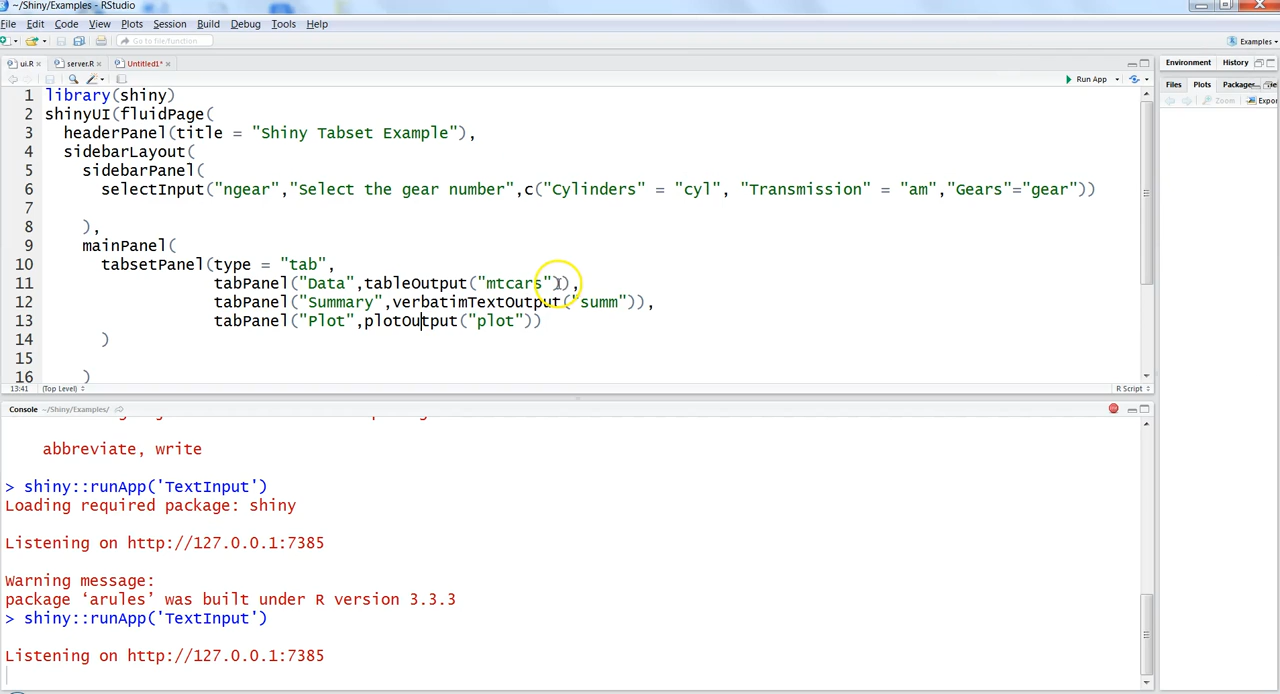 ~/Shiny/Examples - RStudio
File Edit Code View Plots Session Build Debug Tools Help
Go to file/function Examples
ui.R server.R Untitled1* Environment History
Run App Files Plots Packages
Zoom Expor
1 library(shiny)
2 shinyUI(fluidPage(
3 headerPanel(title = "Shiny Tabset Example"),
4 sidebarLayout(
5 sidebarPanel(
6 selectInput("ngear","Select the gear number",c("Cylinders" = "cyl", "Transmission" = "am","Gears"="gear"))
7
8 ),
9 mainPanel(
10 tabsetPanel(type = "tab",
11 tabPanel("Data",tableOutput("mtcars")),
12 tabPanel("Summary",verbatimTextOutput("summ")),
13 tabPanel("Plot",plotOutput("plot"))
14 )
15
16 )
13:41 (Top Level) R Script
Console ~/Shiny/Examples/
abbreviate, write
> shiny::runApp('TextInput')
Loading required package: shiny
Listening on http://127.0.0.1:7385
Warning message:
package ‘arules’ was built under R version 3.3.3
> shiny::runApp('TextInput')
Listening on http://127.0.0.1:7385